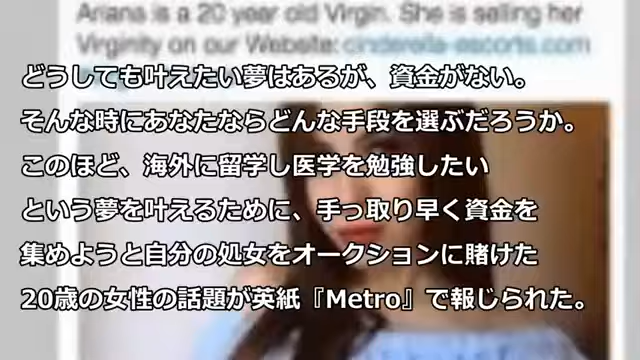 Ariana is a 20 year old Virgin. She is selling her
Virginity on our Website: cinderella-escorts.com
どうしても叶えたい夢はあるが、資金がない。
そんな時にあなたならどんな手段を選ぶだろうか。
このほど、海外に留学し医学を勉強したい
という夢を叶えるために、手っ取り早く資金を
集めようと自分の処女をオークションに賭けた
20歳の女性の話題が英紙『Metro』で報じられた。